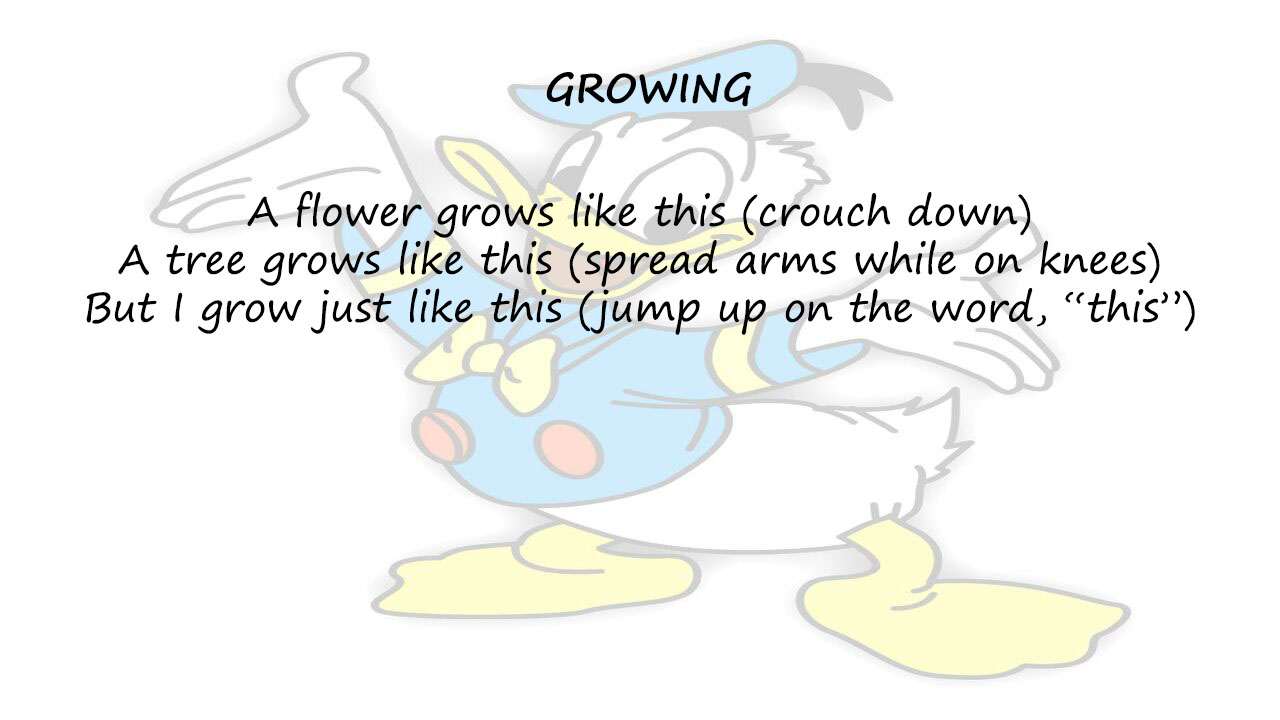 GROWING
A flower grows like this (crouch down)
A tree grows like this (spread arms while on knees)
But I grow just like this (jump up on the word, “this”)